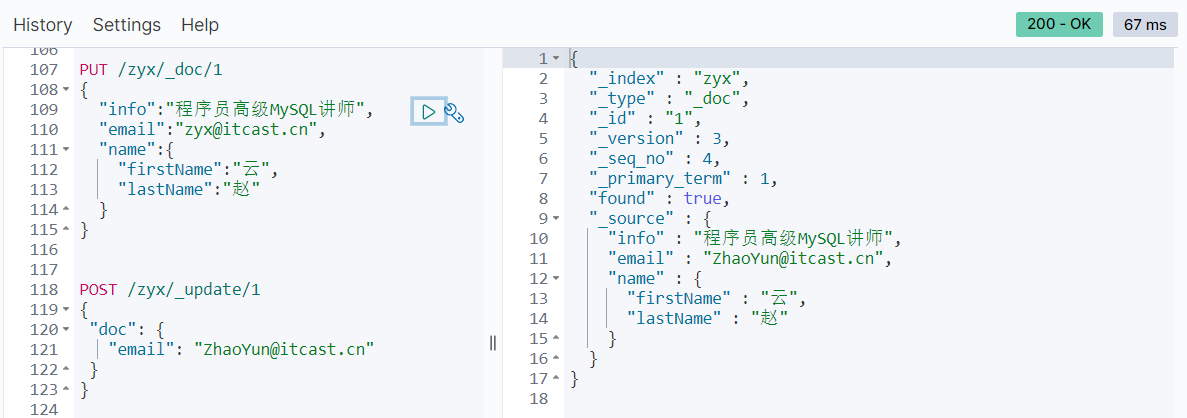 History Settings Help 200 - OK 67 ms
106
107 PUT /zyx/_doc/1
108 {
109 "info":"程序员高级MySQL讲师",
110 "email":"zyx@itcast.cn",
111 "name":{
112 "firstName":"云",
113 "lastName":"赵"
114 }
115 }
116
117
118 POST /zyx/_update/1
119 {
120 "doc": {
121 "email": "ZhaoYun@itcast.cn"
122 }
123 }
124
1 {
2 "_index" : "zyx",
3 "_type" : "_doc",
4 "_id" : "1",
5 "_version" : 3,
6 "_seq_no" : 4,
7 "_primary_term" : 1,
8 "found" : true,
9 "_source" : {
10 "info" : "程序员高级MySQL讲师",
11 "email" : "ZhaoYun@itcast.cn",
12 "name" : {
13 "firstName" : "云",
14 "lastName" : "赵"
15 }
16 }
17 }
18